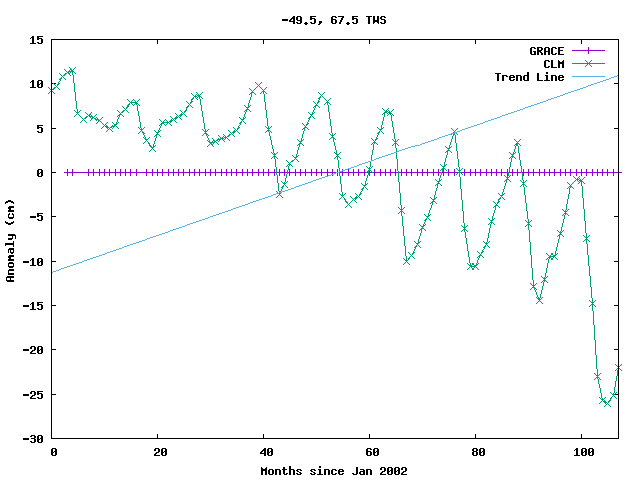 -49.5, 67.5 TWS
GRACE
CLM
Trend Line
15
10
5
0
-5
-10
-15
-20
-25
-30
Anomaly (cm)
0 20 40 60 80 100
Months since Jan 2002